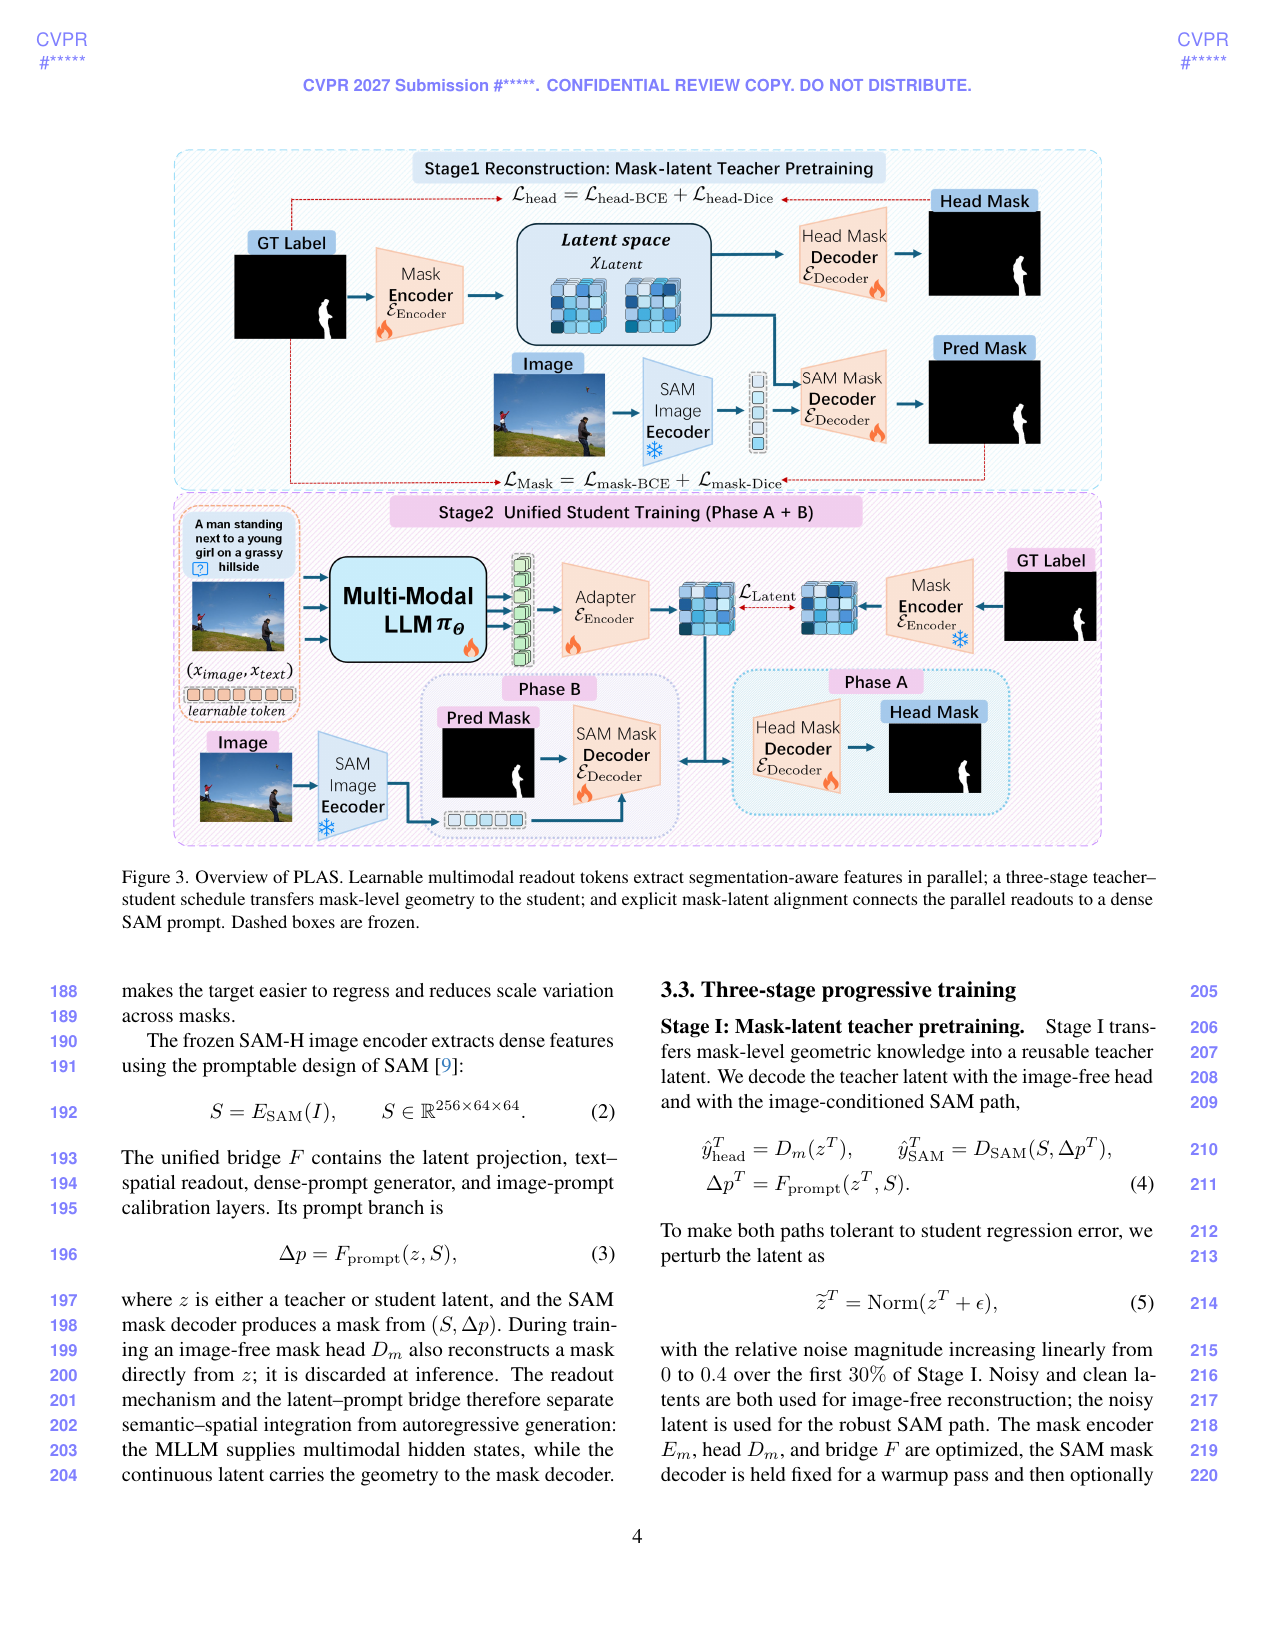 CVPR
#*****
CVPR
#*****
CVPR 2027 Submission #*****. CONFIDENTIAL REVIEW COPY. DO NOT DISTRIBUTE.
Stage1 Reconstruction: Mask-latent Teacher Pretraining
ℒhead = ℒhead-BCE + ℒhead-Dice
Head Mask
GT Label
Mask
Encoder
ℰEncoder
Latent space
χLatent
Head Mask
Decoder
ℰDecoder
Pred Mask
Image
SAM
Image
Eecoder
SAM Mask
Decoder
ℰDecoder
ℒMask = ℒmask-BCE + ℒmask-Dice
Stage2 Unified Student Training (Phase A + B)
A man standing
next to a young
girl on a grassy
? hillside
(ximage, xtext)
learnable token
Multi-Modal
LLM πΘ
Adapter
ℰEncoder
ℒLatent
Mask
Encoder
ℰEncoder
GT Label
Phase B
Pred Mask
SAM Mask
Decoder
ℰDecoder
Phase A
Head Mask
Decoder
ℰDecoder
Head Mask
Image
SAM
Image
Eecoder
Figure 3. Overview of PLAS. Learnable multimodal readout tokens extract segmentation-aware features in parallel; a three-stage teacher–
student schedule transfers mask-level geometry to the student; and explicit mask-latent alignment connects the parallel readouts to a dense
SAM prompt. Dashed boxes are frozen.
188 makes the target easier to regress and reduces scale variation
189 across masks.
190 The frozen SAM-H image encoder extracts dense features
191 using the promptable design of SAM [9]:
192 S = ESAM(I), S ∈ ℝ256×64×64. (2)
193 The unified bridge F contains the latent projection, text–
194 spatial readout, dense-prompt generator, and image-prompt
195 calibration layers. Its prompt branch is
196 Δp = Fprompt(z, S), (3)
197 where z is either a teacher or student latent, and the SAM
198 mask decoder produces a mask from (S, Δp). During train-
199 ing an image-free mask head Dm also reconstructs a mask
200 directly from z; it is discarded at inference. The readout
201 mechanism and the latent–prompt bridge therefore separate
202 semantic–spatial integration from autoregressive generation:
203 the MLLM supplies multimodal hidden states, while the
204 continuous latent carries the geometry to the mask decoder.
3.3. Three-stage progressive training 205
Stage I: Mask-latent teacher pretraining. Stage I trans- 206
fers mask-level geometric knowledge into a reusable teacher 207
latent. We decode the teacher latent with the image-free head 208
and with the image-conditioned SAM path, 209
ŷThead = Dm(zT), ŷTSAM = DSAM(S, ΔpT), 210
ΔpT = Fprompt(zT, S). (4) 211
To make both paths tolerant to student regression error, we 212
perturb the latent as 213
z̃T = Norm(zT + ϵ), (5) 214
with the relative noise magnitude increasing linearly from 215
0 to 0.4 over the first 30% of Stage I. Noisy and clean la- 216
tents are both used for image-free reconstruction; the noisy 217
latent is used for the robust SAM path. The mask encoder 218
Em, head Dm, and bridge F are optimized, the SAM mask 219
decoder is held fixed for a warmup pass and then optionally 220
4